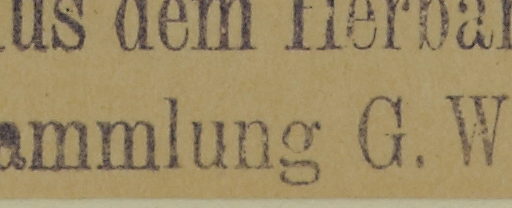 us dem Herbar
ammlung G. W